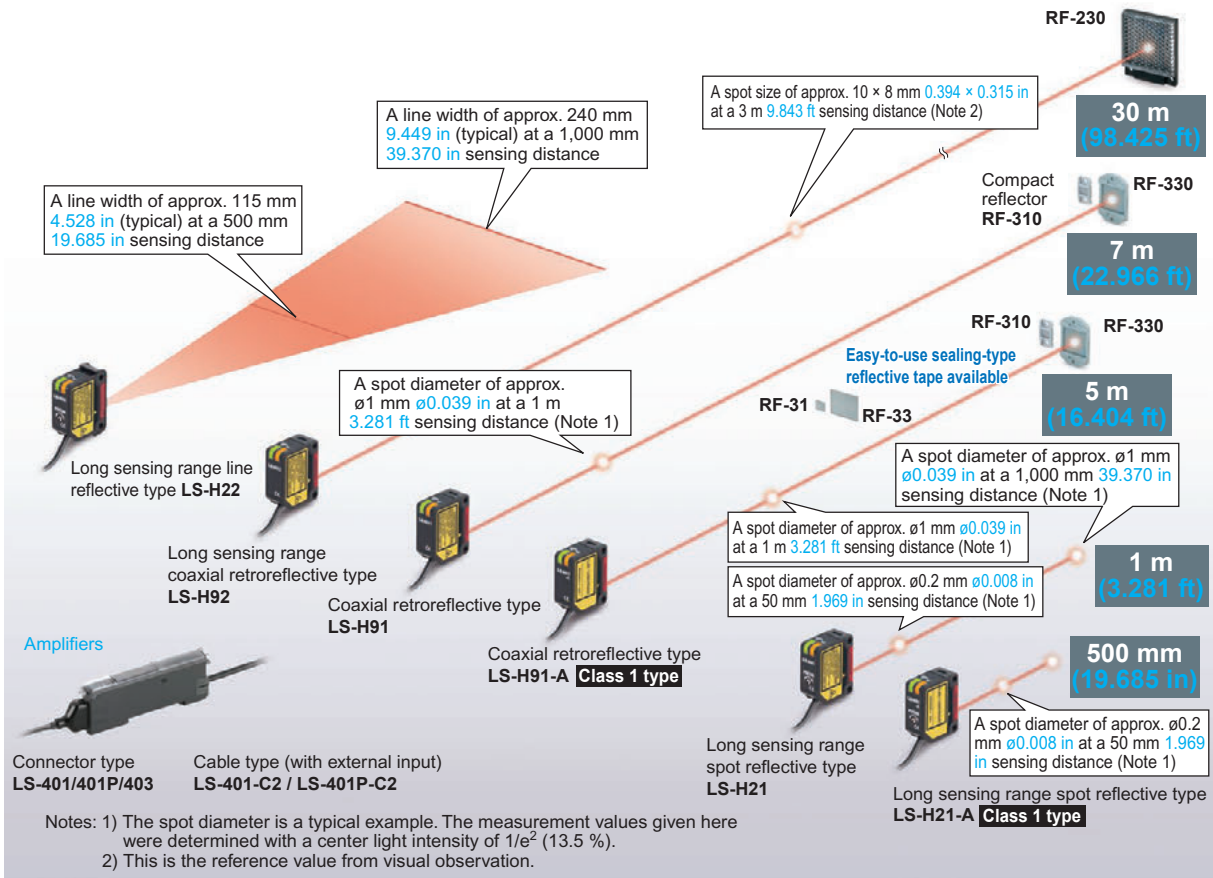 RF-230
A spot size of approx. 10 × 8 mm 0.394 × 0.315 in
at a 3 m 9.843 ft sensing distance (Note 2)
30 m
(98.425 ft)
A line width of approx. 240 mm
9.449 in (typical) at a 1,000 mm
39.370 in sensing distance
A line width of approx. 115 mm
4.528 in (typical) at a 500 mm
19.685 in sensing distance
Compact
reflector
RF-310
RF-330
7 m
(22.966 ft)
RF-310
RF-330
Easy-to-use sealing-type
reflective tape available
RF-31
RF-33
5 m
(16.404 ft)
A spot diameter of approx.
ø1 mm ø0.039 in at a 1 m
3.281 ft sensing distance (Note 1)
A spot diameter of approx. ø1 mm
ø0.039 in at a 1,000 mm 39.370 in
sensing distance (Note 1)
Long sensing range line
reflective type LS-H22
A spot diameter of approx. ø1 mm ø0.039 in
at a 1 m 3.281 ft sensing distance (Note 1)
A spot diameter of approx. ø0.2 mm ø0.008 in
at a 50 mm 1.969 in sensing distance (Note 1)
1 m
(3.281 ft)
Long sensing range
coaxial retroreflective type
LS-H92
Coaxial retroreflective type
LS-H91
Coaxial retroreflective type
LS-H91-A Class 1 type
500 mm
(19.685 in)
A spot diameter of approx. ø0.2
mm ø0.008 in at a 50 mm 1.969
in sensing distance (Note 1)
Long sensing range
spot reflective type
LS-H21
Long sensing range spot reflective type
LS-H21-A Class 1 type
Amplifiers
Connector type
LS-401/401P/403
Cable type (with external input)
LS-401-C2 / LS-401P-C2
Notes: 1) The spot diameter is a typical example. The measurement values given here
were determined with a center light intensity of 1/e² (13.5 %).
2) This is the reference value from visual observation.